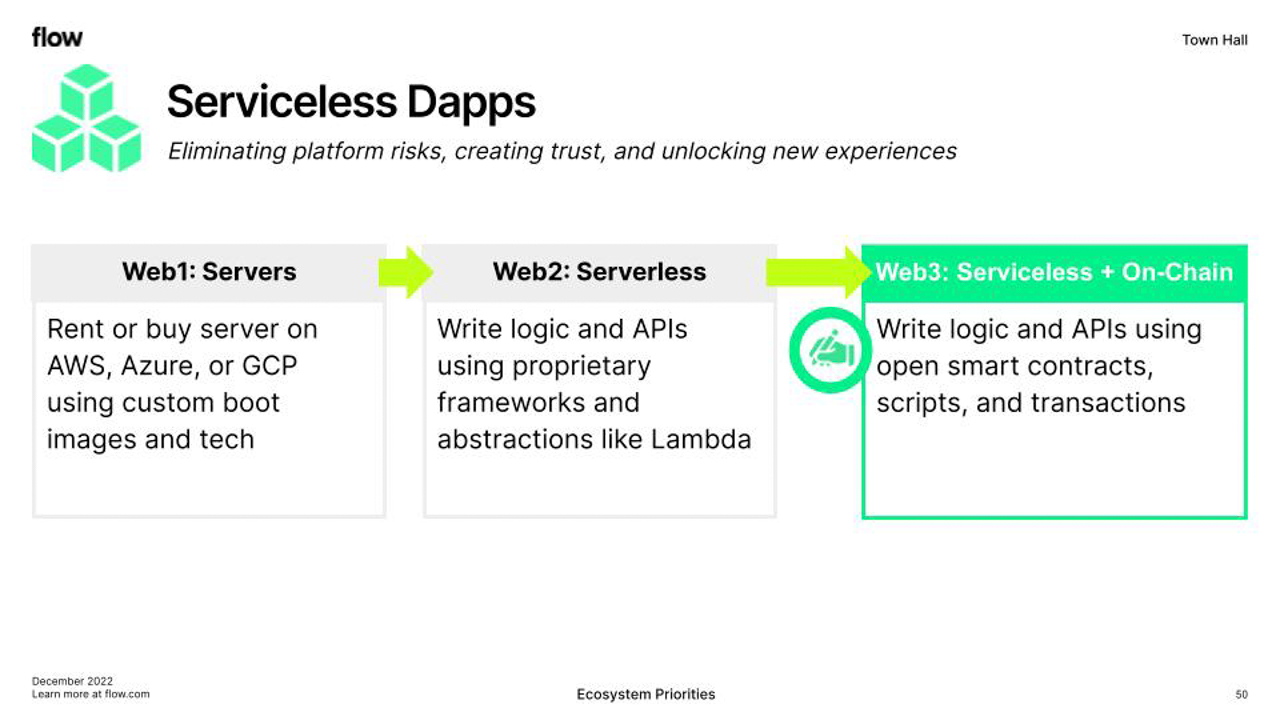 flow
Town Hall
Serviceless Dapps
Eliminating platform risks, creating trust, and unlocking new experiences
Web1: Servers
Rent or buy server on
AWS, Azure, or GCP
using custom boot
images and tech
Web2: Serverless
Write logic and APIs
using proprietary
frameworks and
abstractions like Lambda
Web3: Serviceless + On-Chain
Write logic and APIs using
open smart contracts,
scripts, and transactions
December 2022
Learn more at flow.com
Ecosystem Priorities
50